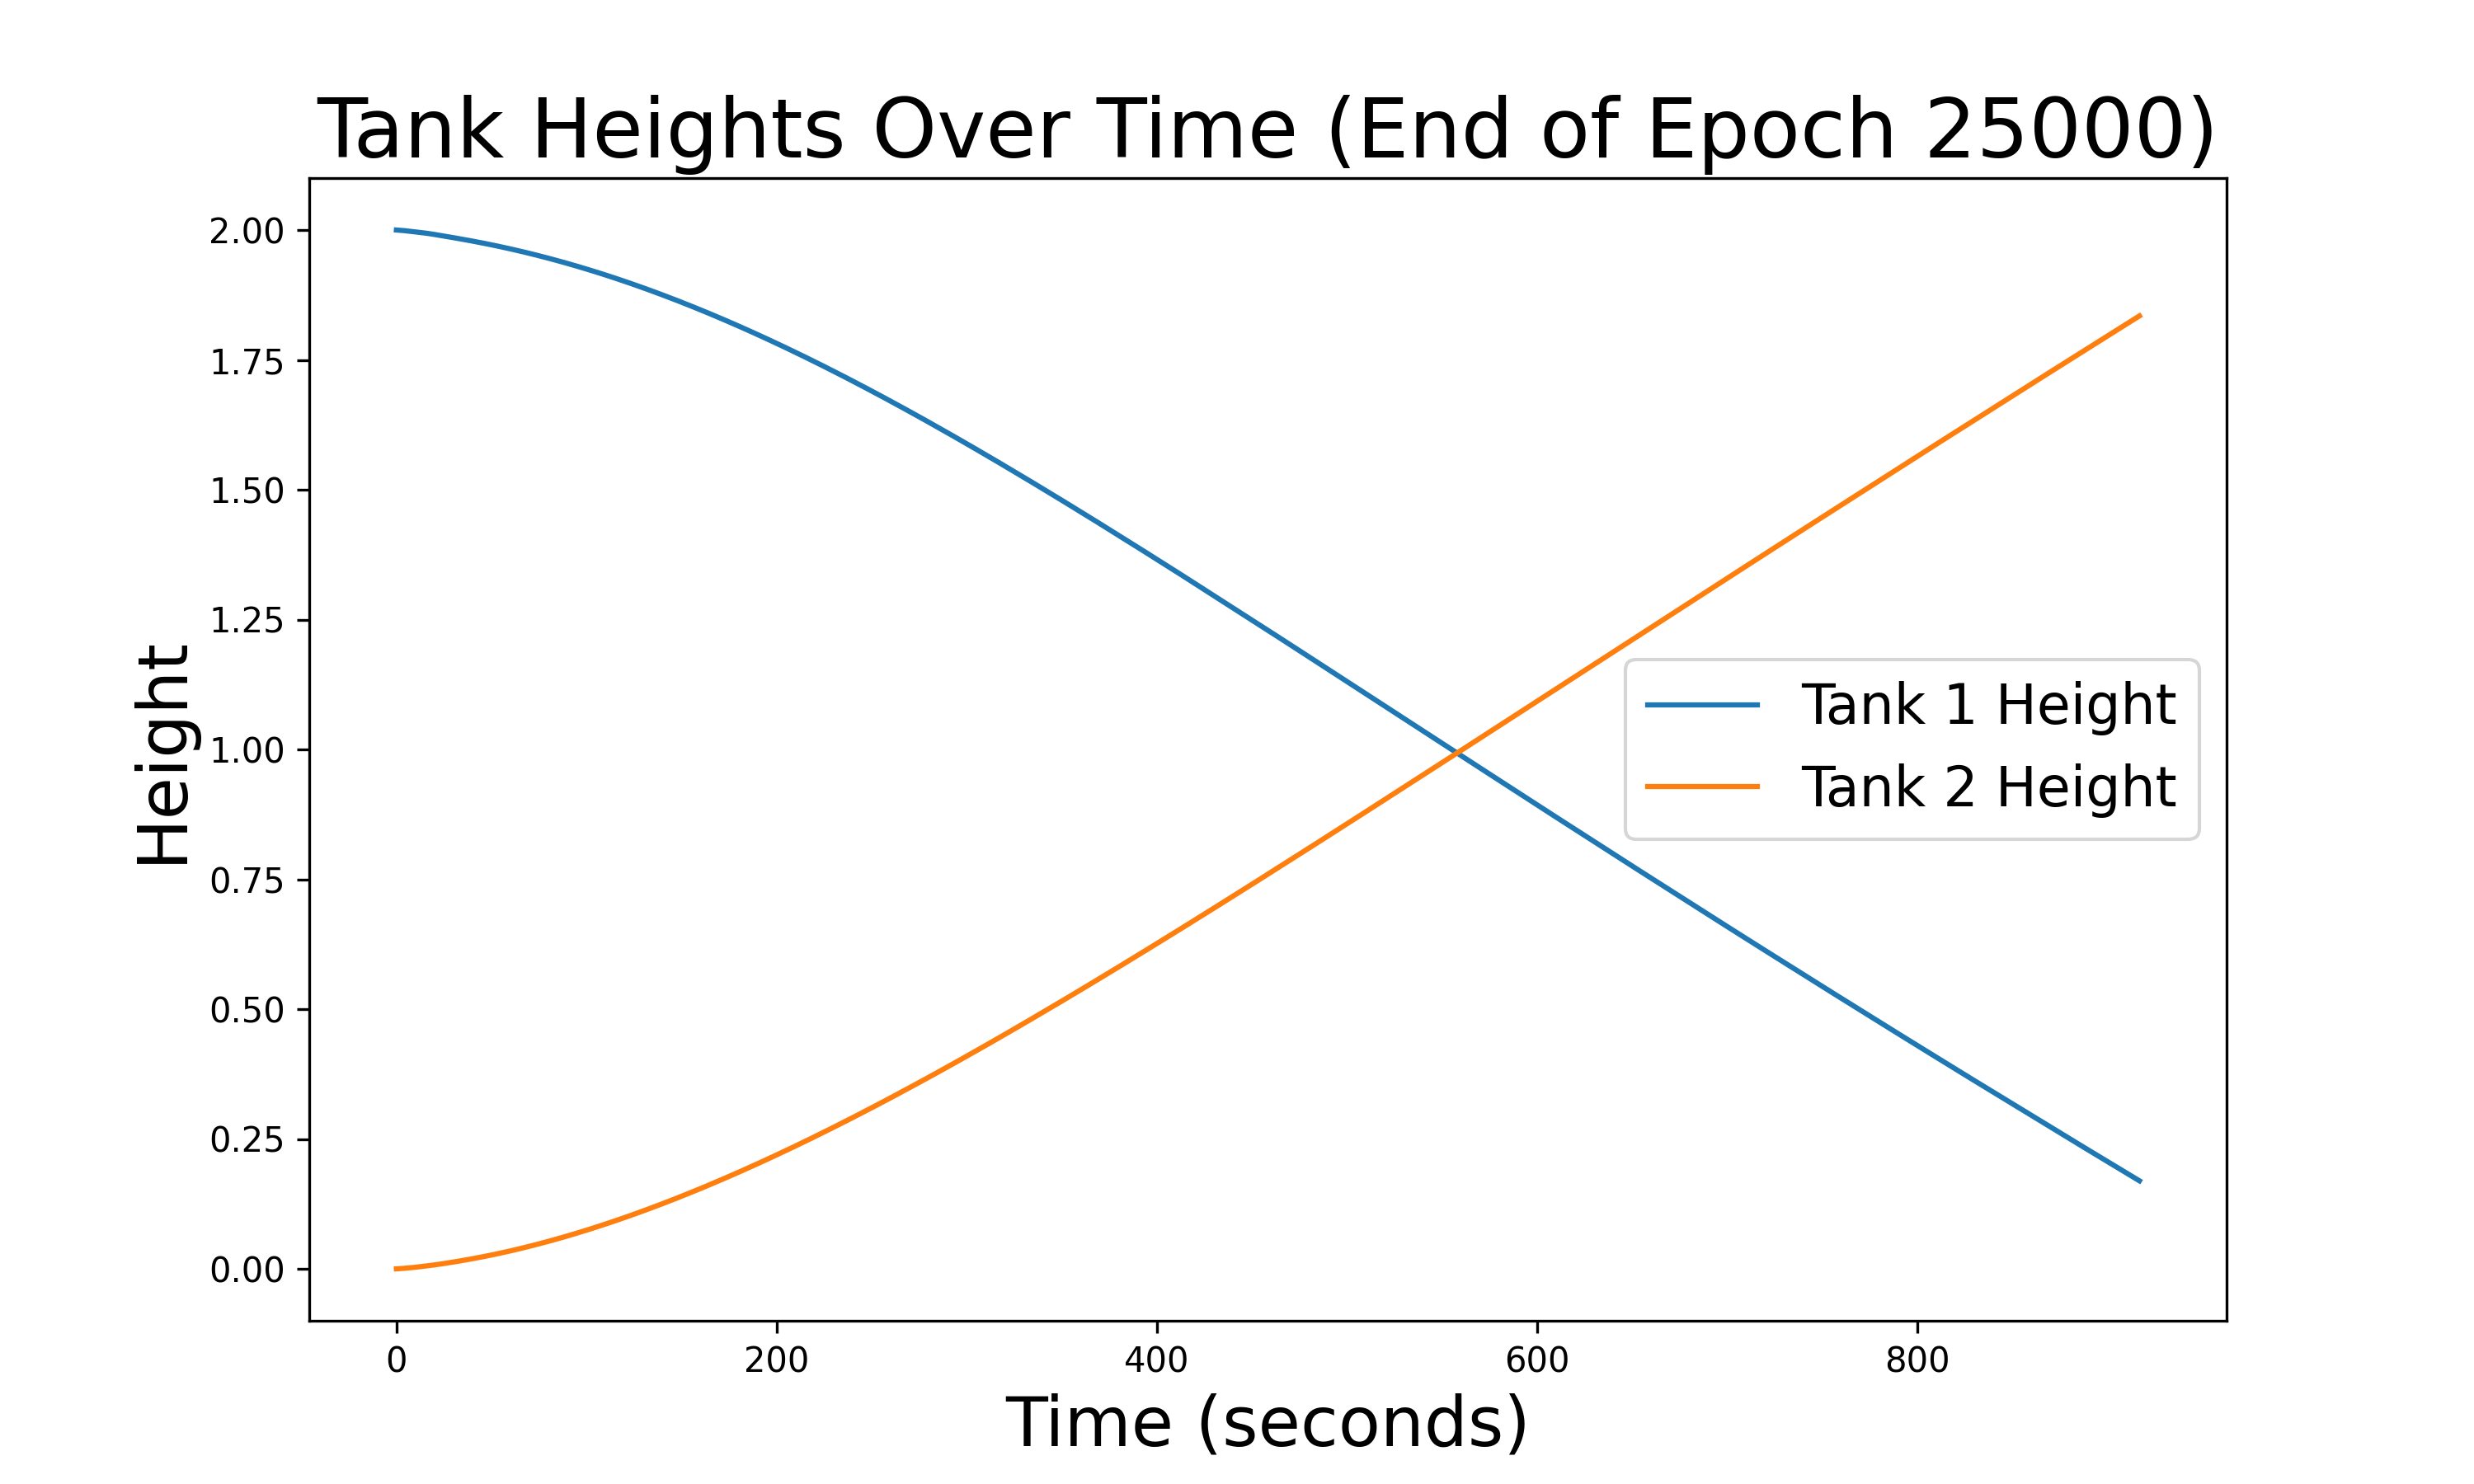 Tank Heights Over Time (End of Epoch 25000)
Height
2.00
1.75
1.50
1.25
1.00
0.75
0.50
0.25
0.00
Tank 1 Height
Tank 2 Height
0 200 400 600 800
Time (seconds)